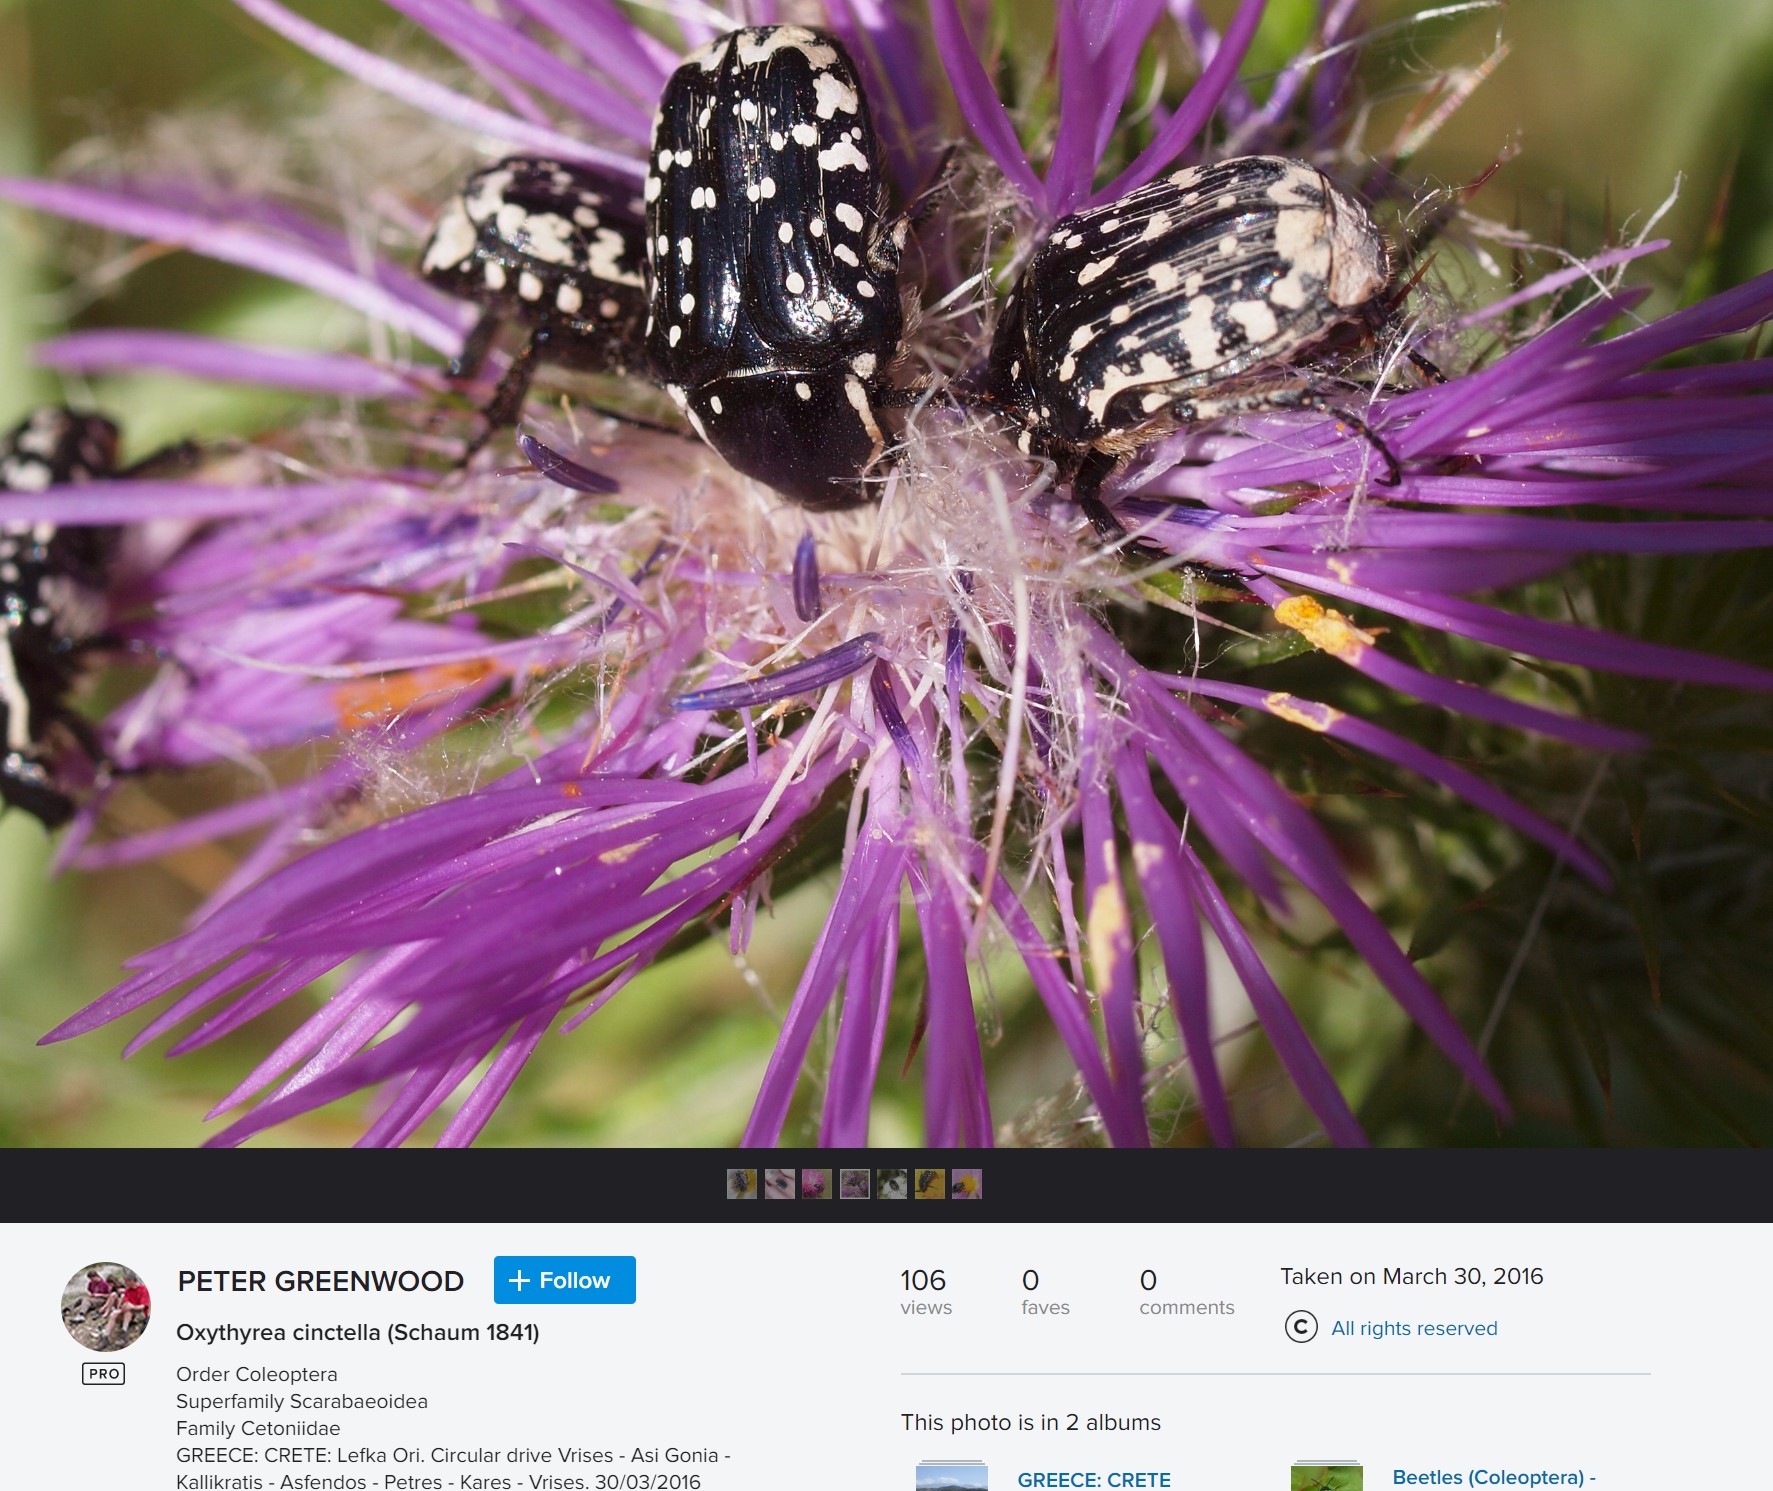 PETER GREENWOOD
+ Follow
Oxythyrea cinctella (Schaum 1841)
PRO
Order Coleoptera
Superfamily Scarabaeoidea
Family Cetoniidae
GREECE: CRETE: Lefka Ori. Circular drive Vrises - Asi Gonia -
Kallikratis - Asfendos - Petres - Kares - Vrises. 30/03/2016
106
views
0
faves
0
comments
Taken on March 30, 2016
C All rights reserved
This photo is in 2 albums
GREECE: CRETE
Beetles (Coleoptera) -